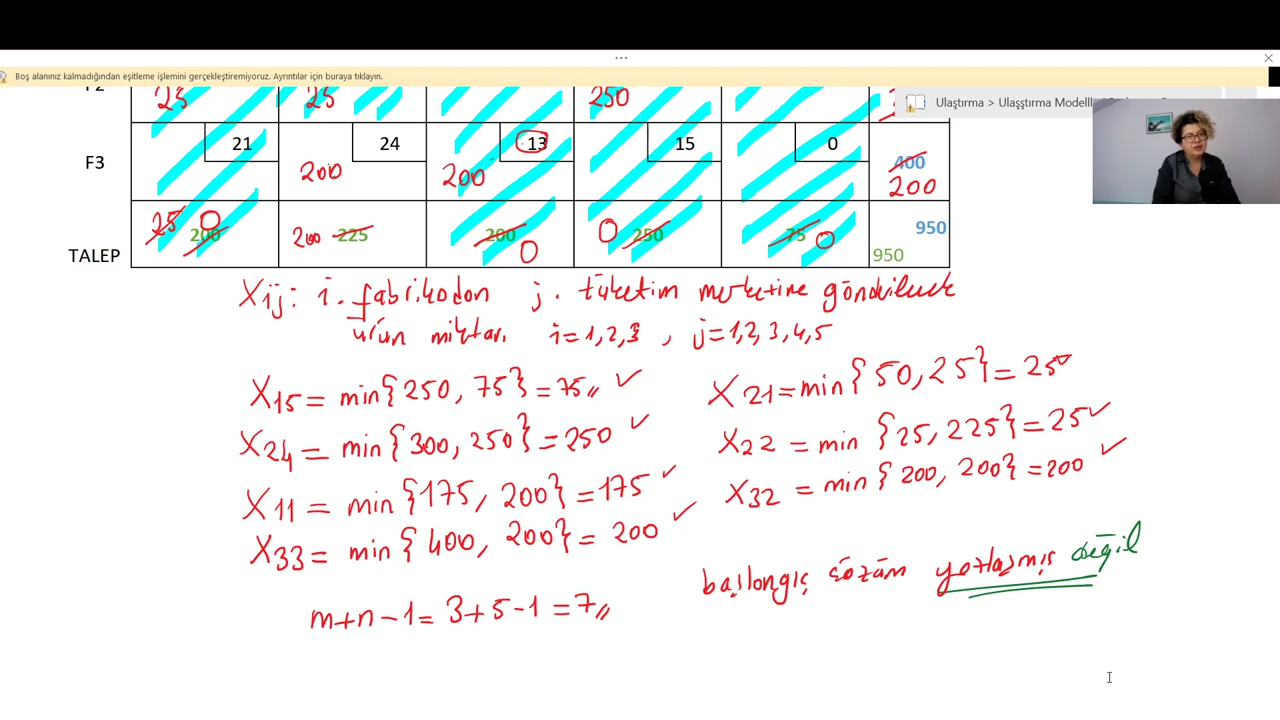 Boş alanınız kalmadığından eşitleme işlemini gerçekleştiremiyoruz. Ayrıntılar için buraya tıklayın.
Ulaştırma > Ulaşştırma Modelli
F2 25 25 250
F3 21 24 200 13 200 15 0 400 200
TALEP 25 0 200 200 225 200 0 0 250 75 0 950 950
Xij: i. fabrikadan j. tüketim merkezine gönderilecek
ürün miktarı i=1,2,3 , j=1,2,3,4,5
X15 = min{250, 75} = 75 ✓
X24 = min{300, 250} = 250 ✓
X11 = min{175, 200} = 175 ✓
X33 = min{400, 200} = 200 ✓
m+n-1 = 3+5-1 = 7
X21 = min{50, 25} = 25 ✓
X22 = min {25, 225} = 25 ✓
X32 = min{200, 200} = 200 ✓
başlangıç çözüm yozlaşmış değil